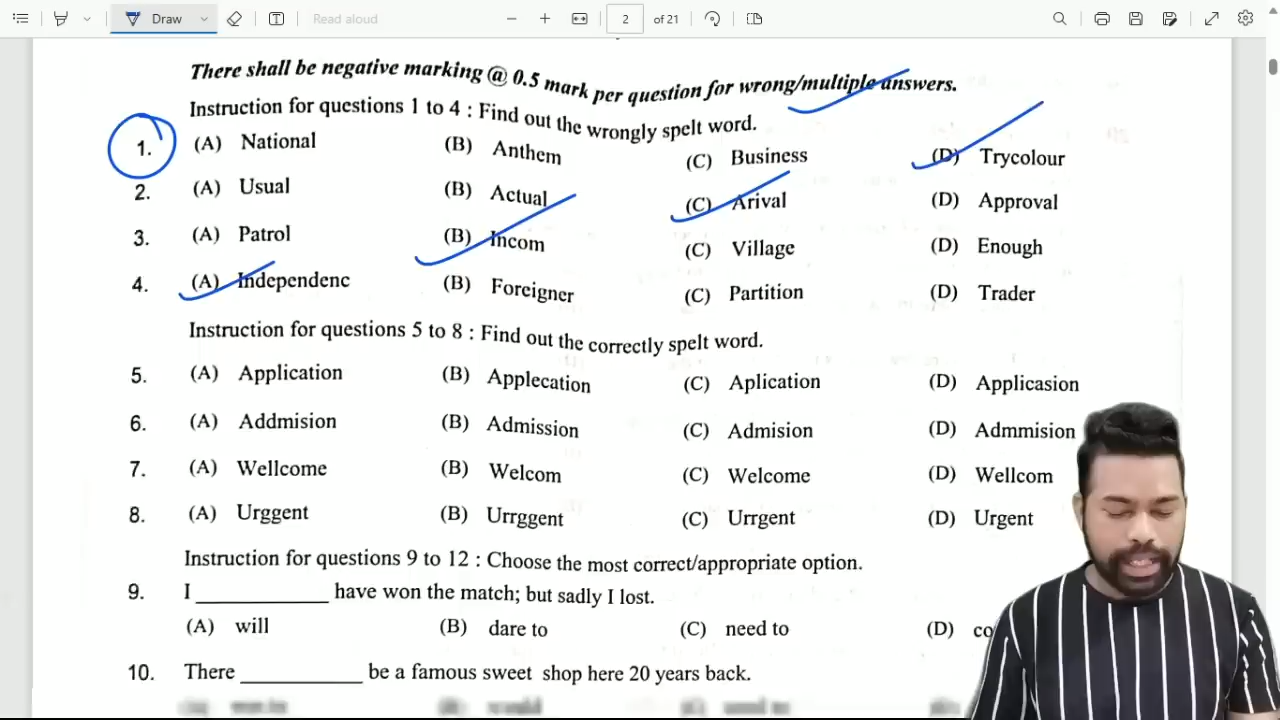 Draw
Read aloud
2 of 21
There shall be negative marking @ 0.5 mark per question for wrong/multiple answers.
Instruction for questions 1 to 4 : Find out the wrongly spelt word.
1. (A) National (B) Anthem (C) Business (D) Trycolour
2. (A) Usual (B) Actual (C) Arival (D) Approval
3. (A) Patrol (B) Incom (C) Village (D) Enough
4. (A) Independenc (B) Foreigner (C) Partition (D) Trader
Instruction for questions 5 to 8 : Find out the correctly spelt word.
5. (A) Application (B) Applecation (C) Aplication (D) Applicasion
6. (A) Addmision (B) Admission (C) Admision (D) Admmision
7. (A) Wellcome (B) Welcom (C) Welcome (D) Wellcom
8. (A) Urggent (B) Urrggent (C) Urrgent (D) Urgent
Instruction for questions 9 to 12 : Choose the most correct/appropriate option.
9. I ____________ have won the match; but sadly I lost.
(A) will (B) dare to (C) need to (D) co
10. There ___________ be a famous sweet shop here 20 years back.